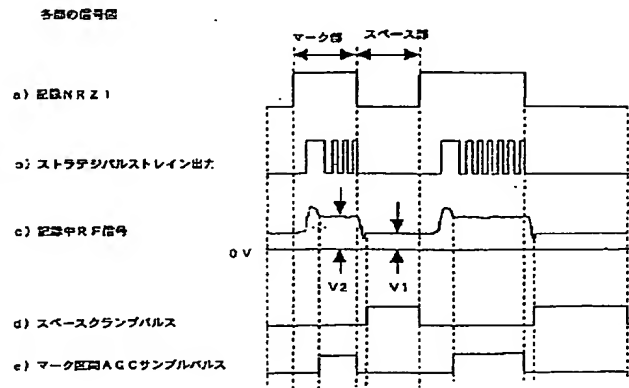 各部の信号図
マーク部 スペース部
a) 記録NRZI
b) ストラテジパルストレイン出力
c) 記録中RF信号
0V
V2 V1
d) スペースクランプパルス
e) マーク区間AGCサンプルパルス